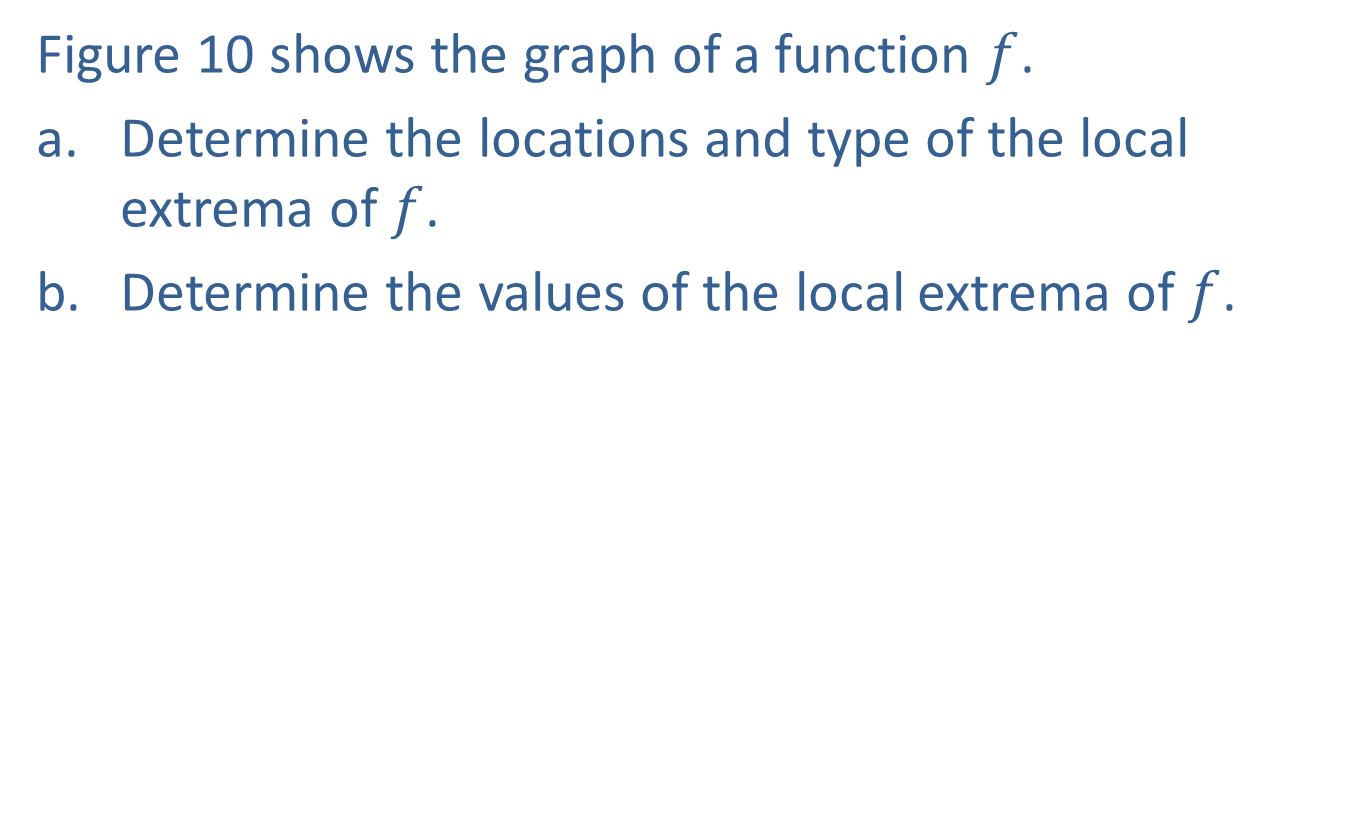 Figure 10 shows the graph of a function f.
a. Determine the locations and type of the local
extrema of f.
b. Determine the values of the local extrema of f.